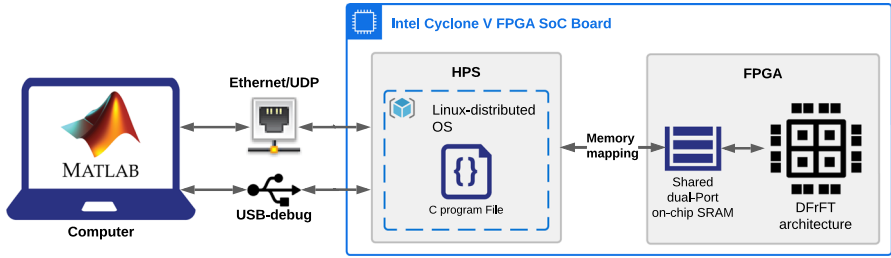 Intel Cyclone V FPGA SoC Board
Ethernet/UDP
HPS
FPGA
Linux-distributed
OS
MATLAB
Memory
mapping
{}
USB-debug
C program File
Shared
dual-Port
on-chip SRAM
DFrFT
architecture
Computer